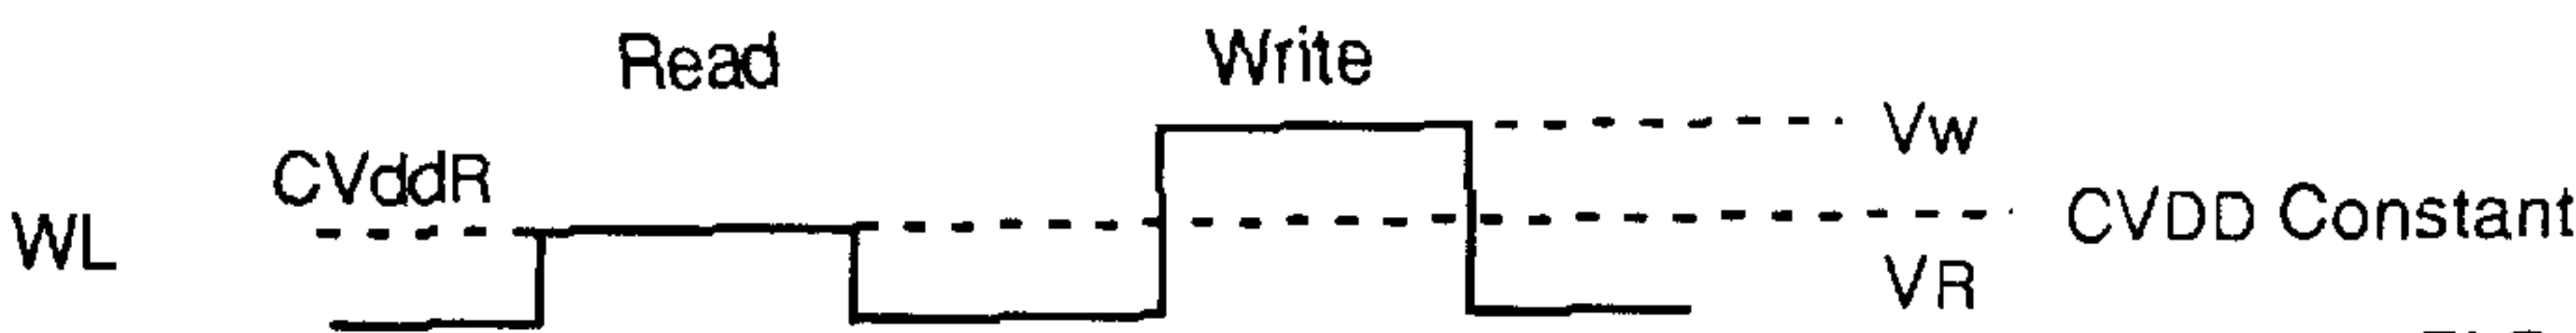 Read Write
Vw
CVddR
WL CVDD Constant
VR